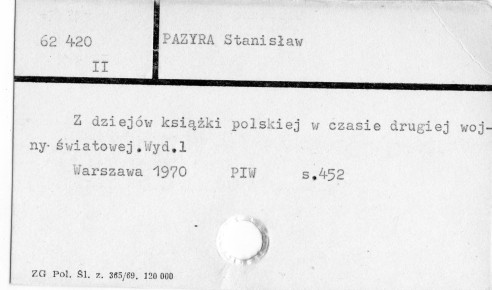 62 420
II
PAZYRA Stanisław
Z dziejów książki polskiej w czasie drugiej woj-
ny światowej.Wyd.1
Warszawa 1970 PIW s.452
ZG Pol. Śl. z. 365/69. 120 000